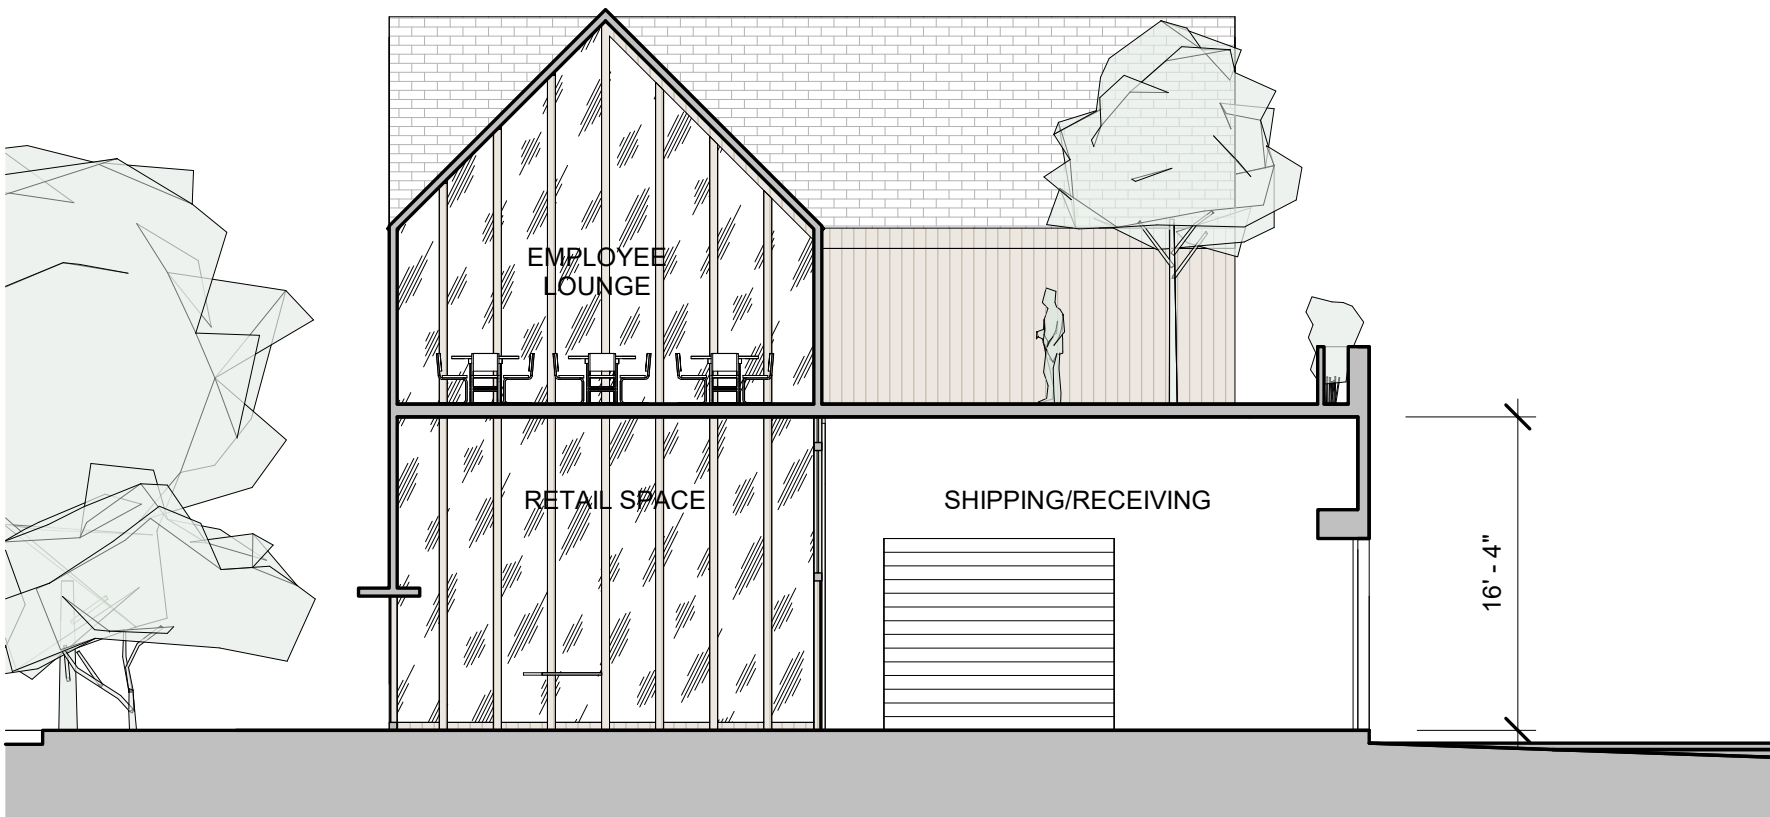 EMPLOYEE
LOUNGE
RETAIL SPACE
SHIPPING/RECEIVING
16' - 4"